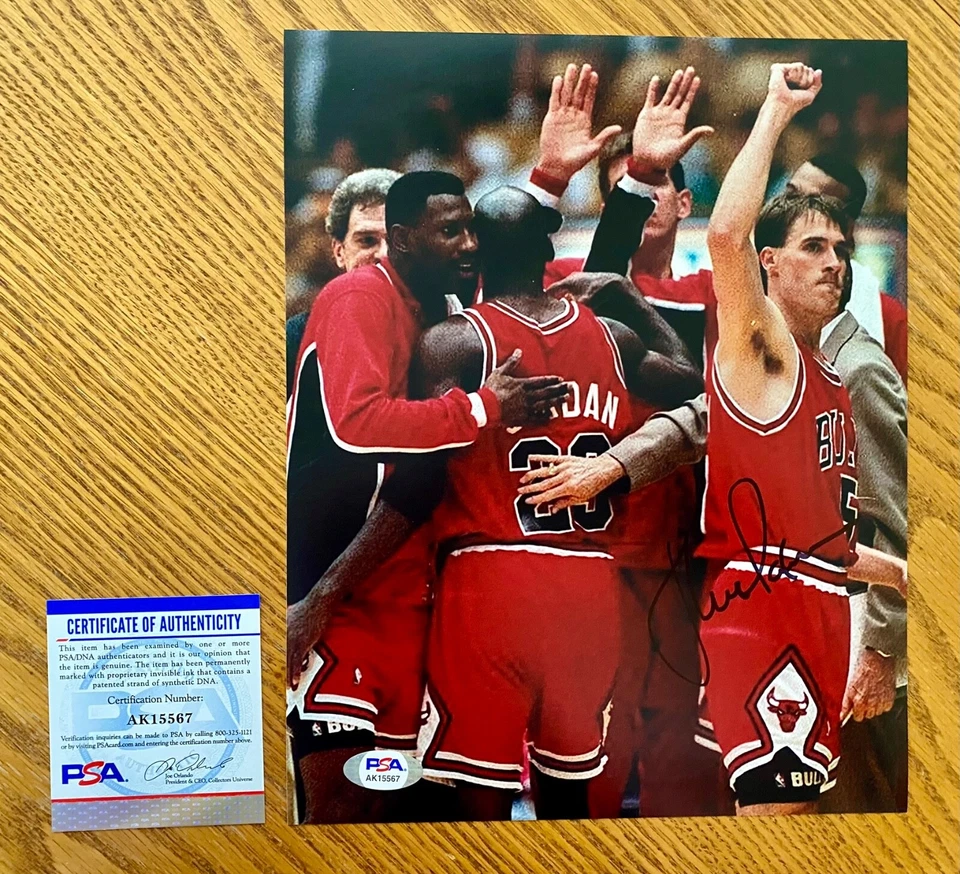 CERTIFICATE OF AUTHENTICITY
This item has been examined by one or more
PSA/DNA authenticators and it is our opinion that
the item is genuine. The item has been permanently
marked with proprietary invisible ink that contains a
patented strand of synthetic DNA.
Certification Number:
AK15567
Verification inquiries can be made to PSA by calling 800-325-1121
or by visiting PSAcard.com and entering the certification number above.
PSA.
Joe Orlando
President & CEO, Collectors Universe
RDAN
23
BULL
5
BUL
PSA
AK15567